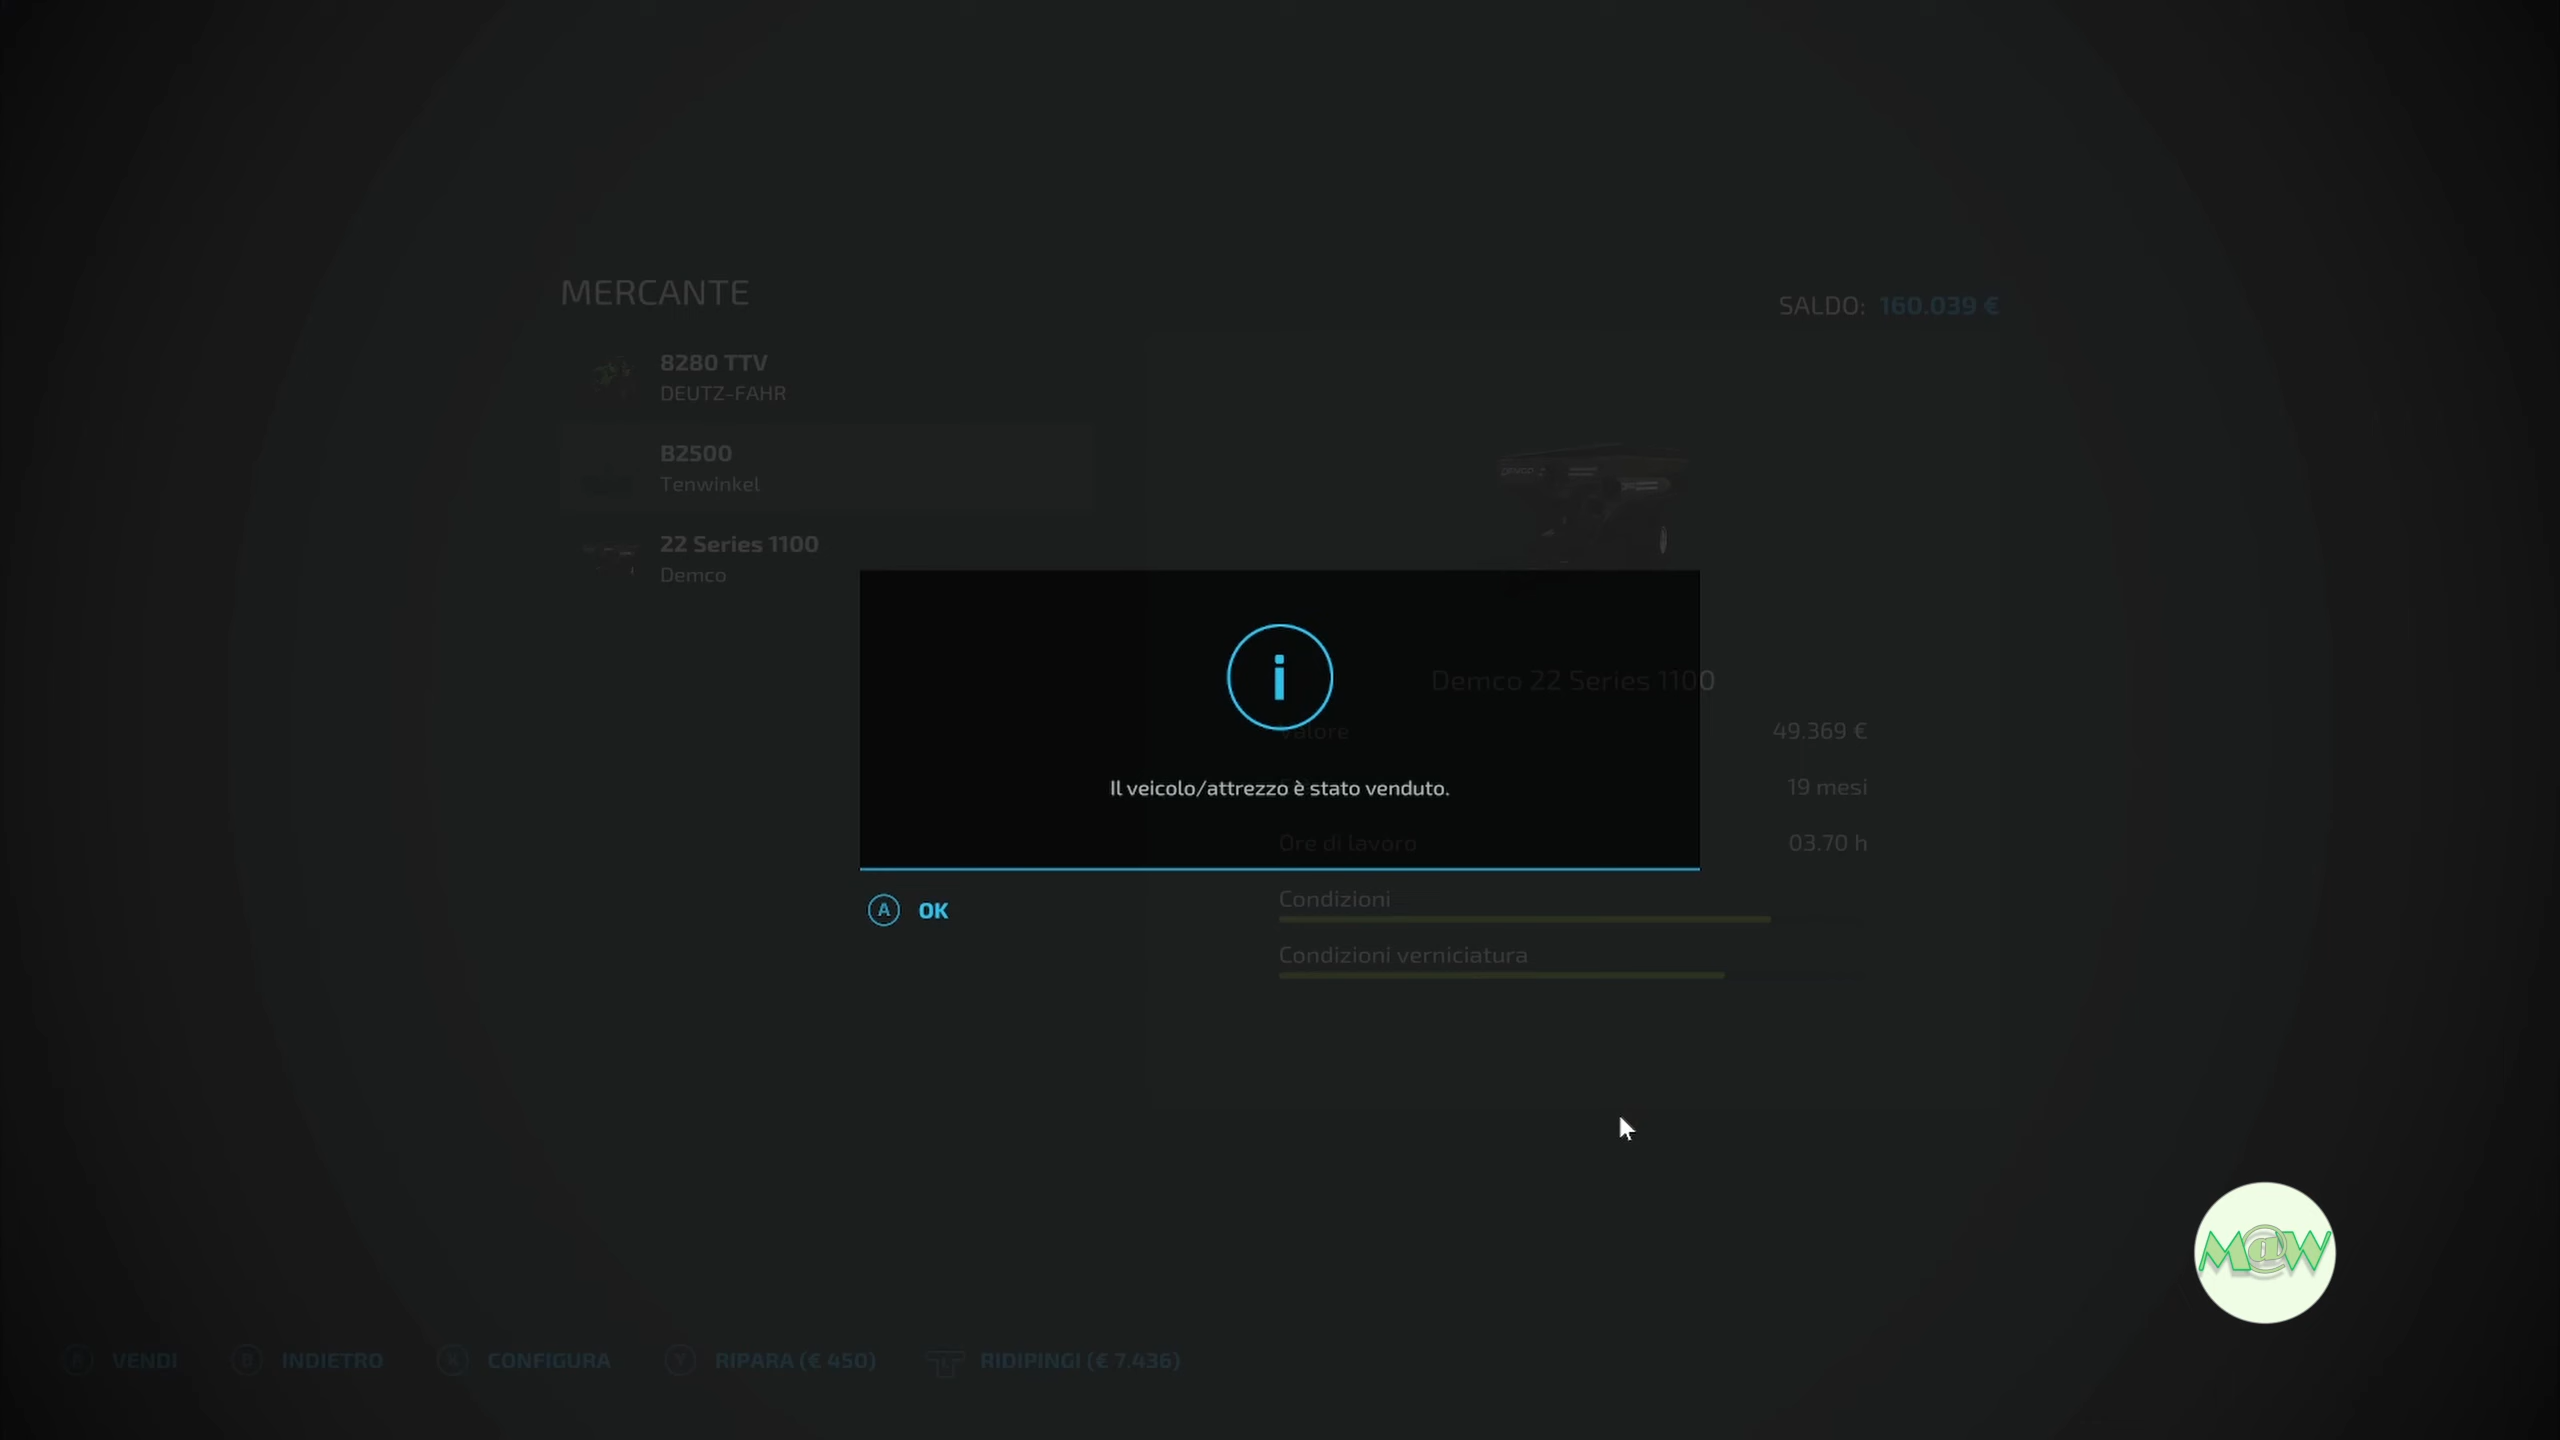 MERCANTE
SALDO: 160.039 €
8280 TTV
DEUTZ-FAHR
B2500
Tenwinkel
22 Series 1100
Demco
DEMCO
i
Demco 22 Series 1100
Valore 49.369 €
Il veicolo/attrezzo è stato venduto.
19 mesi
Ore di lavoro 03.70 h
A OK
Condizioni
Condizioni verniciatura
M@W
VENDI B INDIETRO X CONFIGURA Y RIPARA (€ 450) RIDIPINGI (€ 7.436)